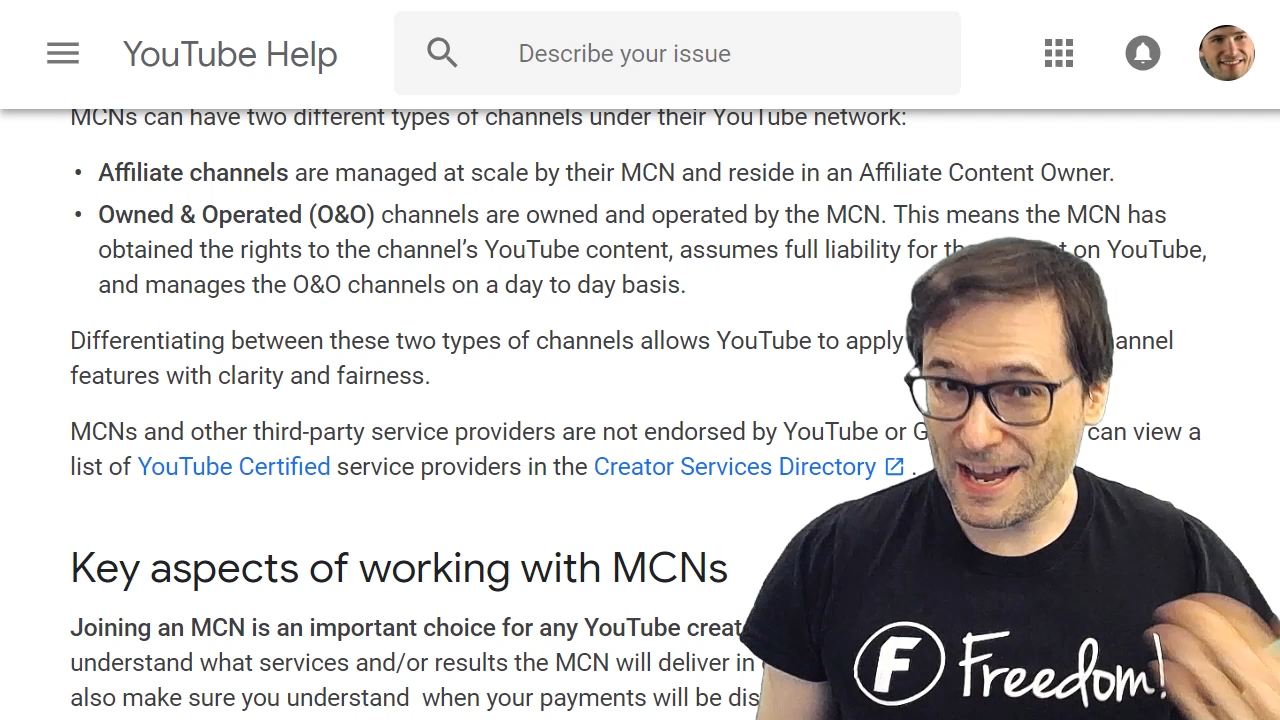 YouTube Help
Describe your issue
MCNs can have two different types of channels under their YouTube network:
• Affiliate channels are managed at scale by their MCN and reside in an Affiliate Content Owner.
• Owned & Operated (O&O) channels are owned and operated by the MCN. This means the MCN has
obtained the rights to the channel’s YouTube content, assumes full liability for on YouTube,
and manages the O&O channels on a day to day basis.
Differentiating between these two types of channels allows YouTube to apply
features with clarity and fairness.
MCNs and other third-party service providers are not endorsed by YouTube or can view a
list of YouTube Certified service providers in the Creator Services Directory .
Key aspects of working with MCNs
Joining an MCN is an important choice for any YouTube
understand what services and/or results the MCN will deliver in
also make sure you understand when your payments will be
F Freedom!